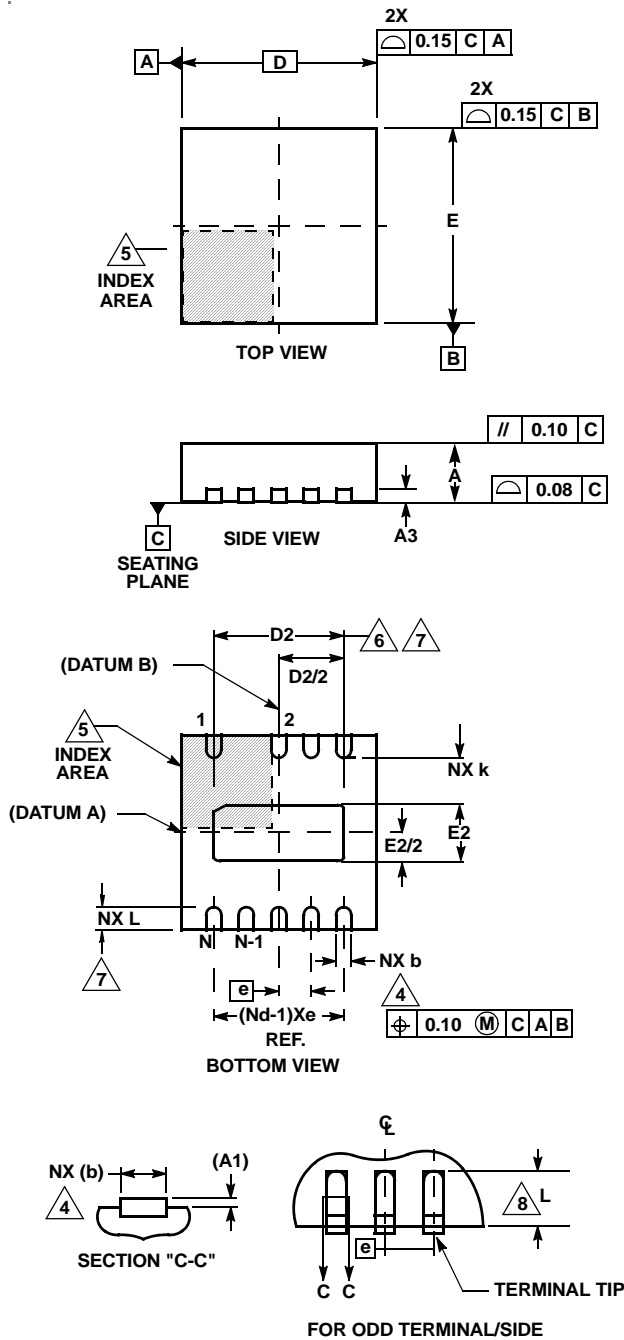 2X
⌓ 0.15 C A
A
D
2X
⌓ 0.15 C B
E
5
INDEX
AREA
TOP VIEW
B
// 0.10 C
A
⌓ 0.08 C
C
SIDE VIEW
A3
SEATING
PLANE
D2
6 7
(DATUM B)
D2/2
5
1 2
INDEX
AREA
NX k
(DATUM A)
E2/2
E2
NX L
N N-1
7
NX b
e
4
(Nd-1)Xe
REF.
⌖ 0.10 Ⓜ C A B
BOTTOM VIEW
NX (b)
(A1)
4
SECTION "C-C"
℄
8 L
e
C C
TERMINAL TIP
FOR ODD TERMINAL/SIDE